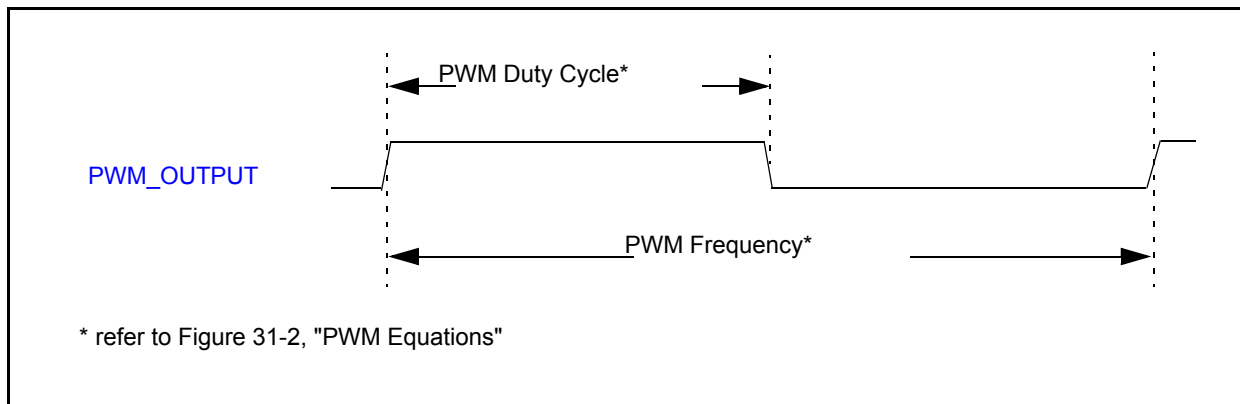 PWM Duty Cycle*
PWM_OUTPUT
PWM Frequency*
* refer to Figure 31-2, "PWM Equations"